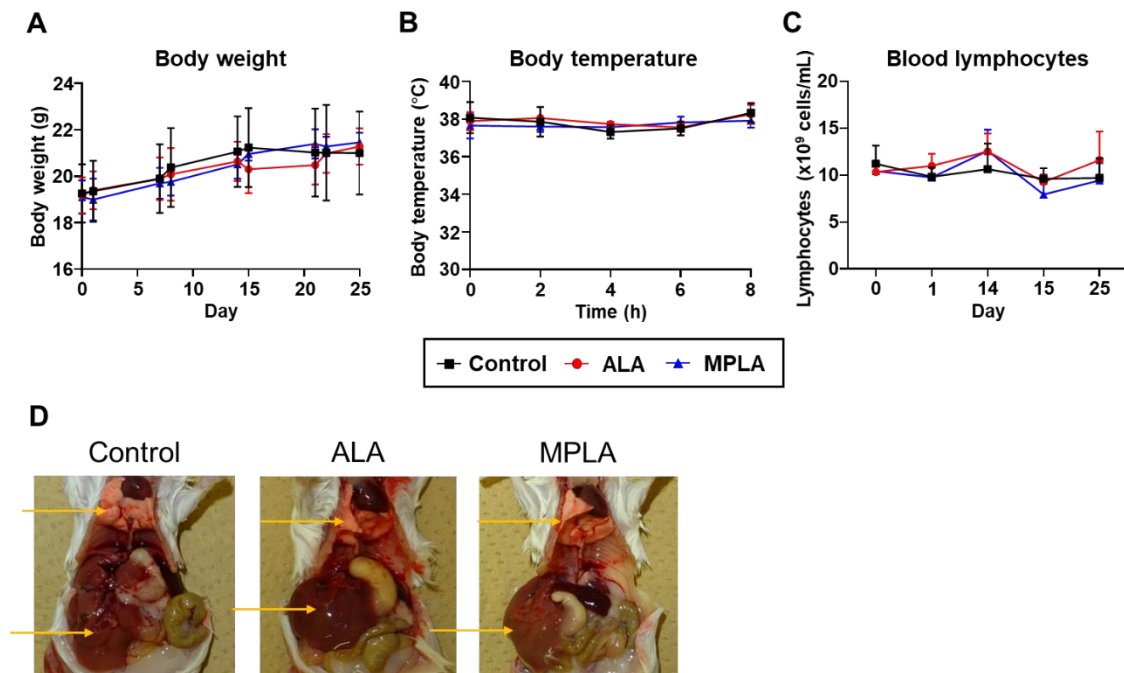 A
Body weight
Body weight (g)
24
22
20
18
16
0 5 10 15 20 25
Day
B
Body temperature
Body temperature (°C)
40
38
36
34
32
30
0 2 4 6 8
Time (h)
C
Blood lymphocytes
Lymphocytes (x10⁹ cells/mL)
20
15
10
5
0
0 1 14 15 25
Day
Control ALA MPLA
D
Control ALA MPLA